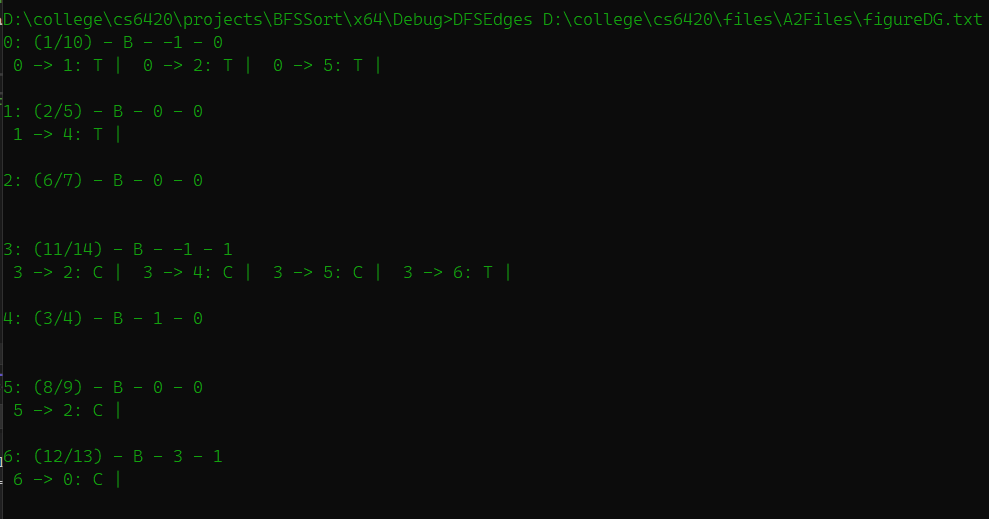 D:\college\cs6420\projects\BFSSort\x64\Debug>DFSEdges D:\college\cs6420\files\A2Files\figureDG.txt
0: (1/10) - B - -1 - 0
0 -> 1: T |  0 -> 2: T |  0 -> 5: T |
1: (2/5) - B - 0 - 0
1 -> 4: T |
2: (6/7) - B - 0 - 0
3: (11/14) - B - -1 - 1
3 -> 2: C |  3 -> 4: C |  3 -> 5: C |  3 -> 6: T |
4: (3/4) - B - 1 - 0
5: (8/9) - B - 0 - 0
5 -> 2: C |
6: (12/13) - B - 3 - 1
6 -> 0: C |